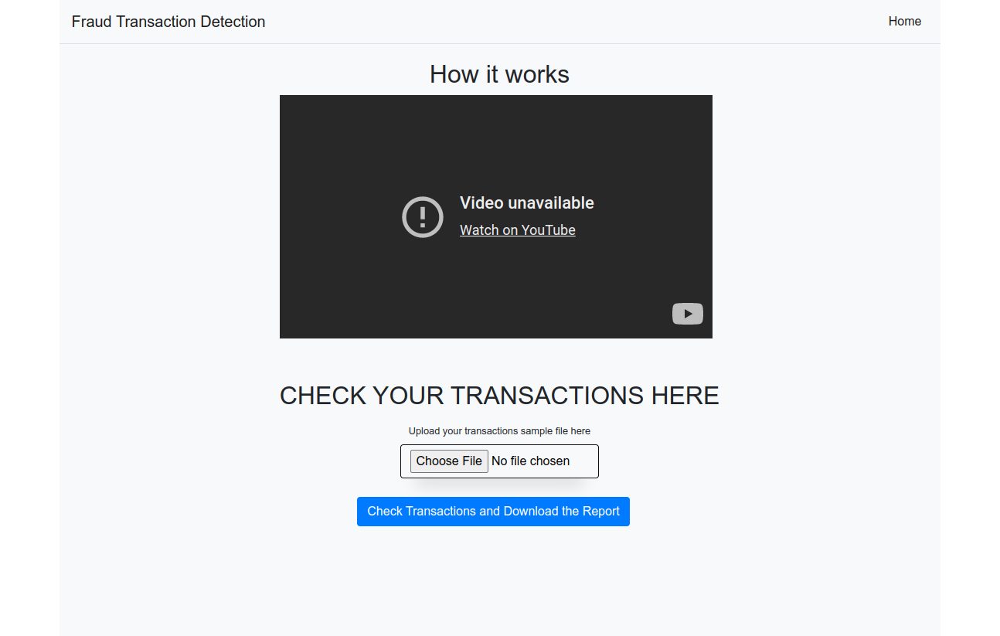 Fraud Transaction Detection
Home
How it works
Video unavailable
Watch on YouTube
CHECK YOUR TRANSACTIONS HERE
Upload your transactions sample file here
Choose File No file chosen
Check Transactions and Download the Report